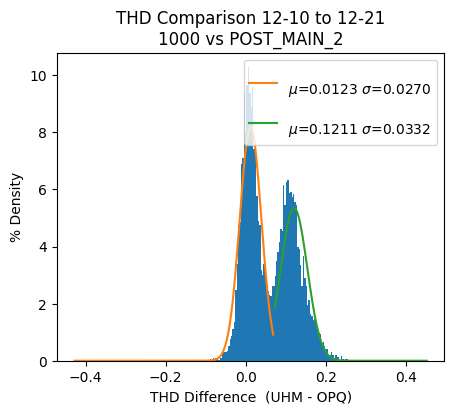 THD Comparison 12-10 to 12-21
1000 vs POST_MAIN_2
μ=0.0123 σ=0.0270
μ=0.1211 σ=0.0332
% Density
10
8
6
4
2
0
−0.4 −0.2 0.0 0.2 0.4
THD Difference (UHM - OPQ)